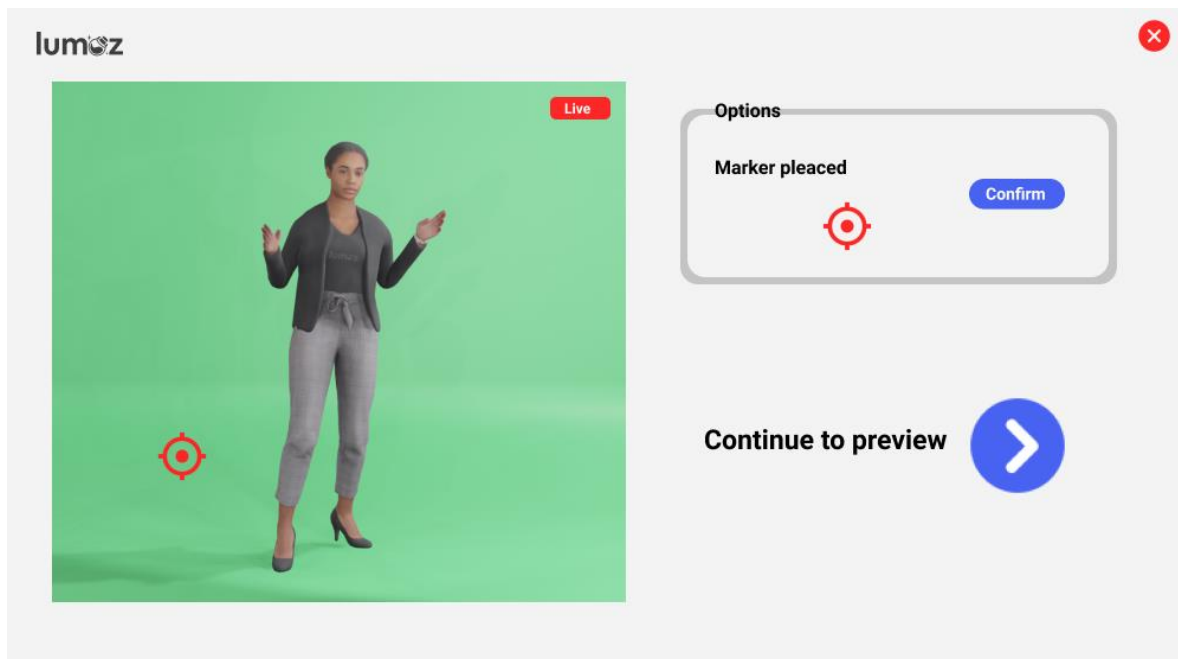 lumoz
Live
Options
Marker pleaced
Confirm
Continue to preview